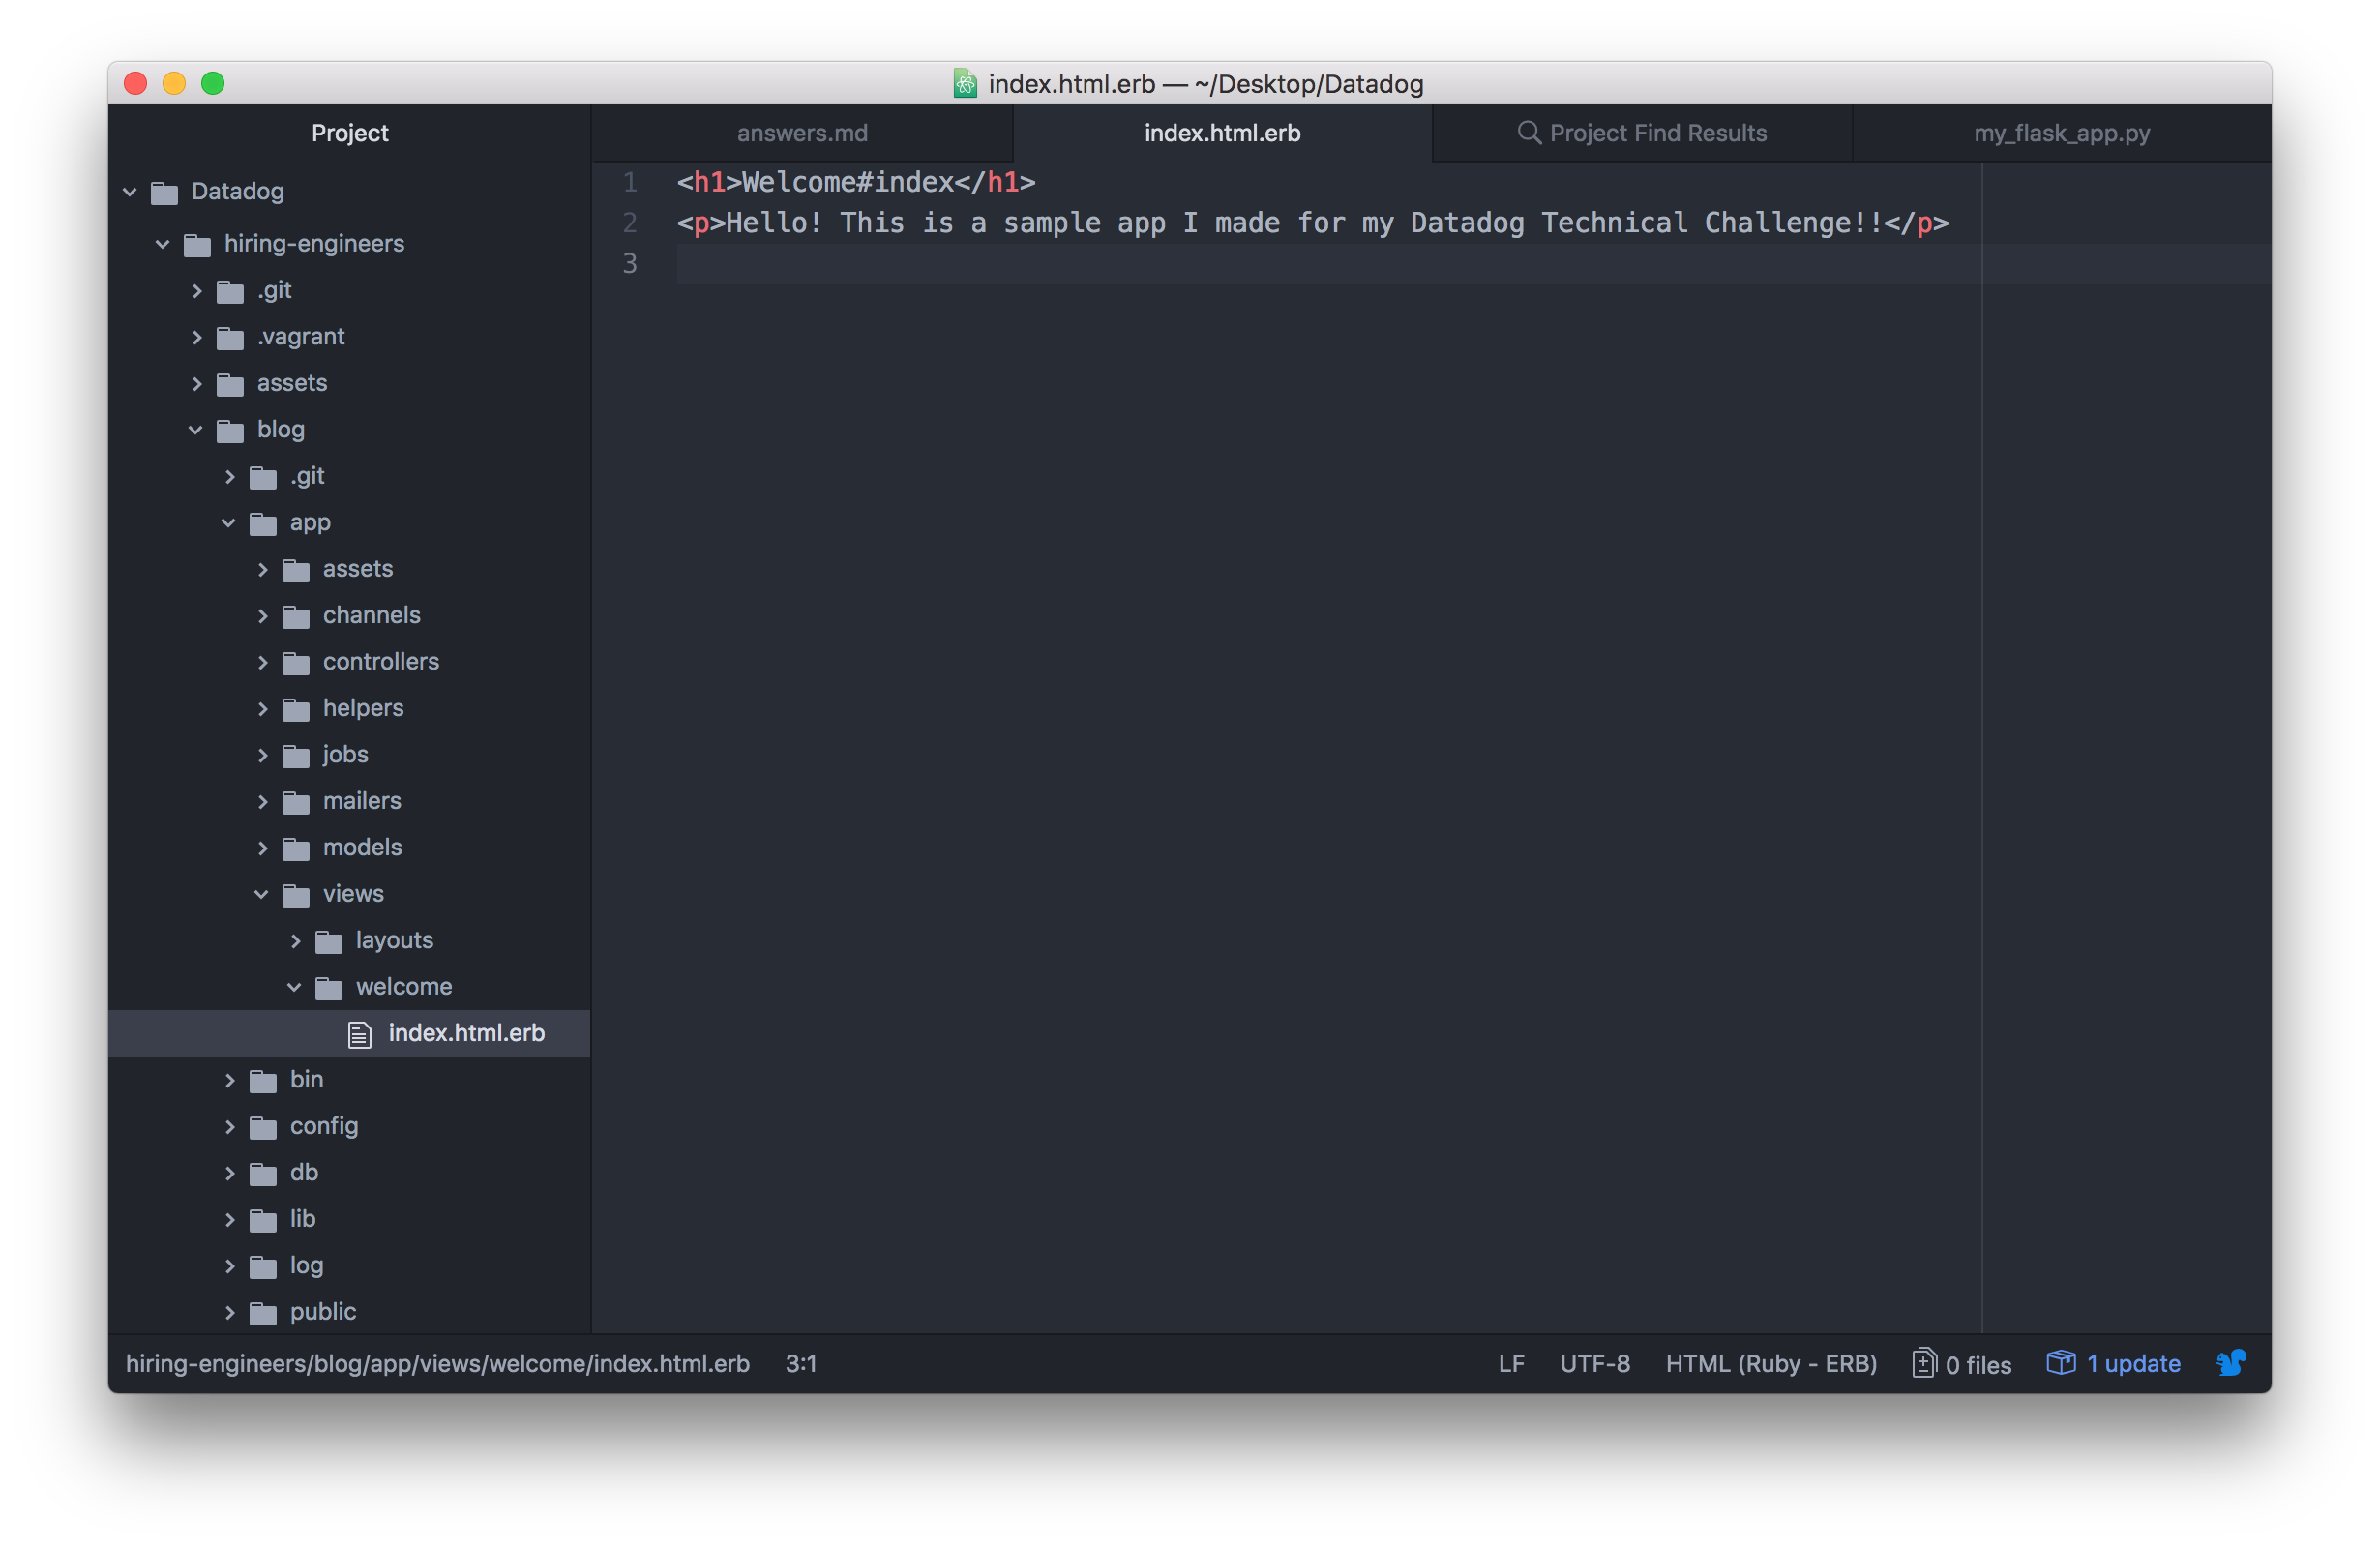 index.html.erb — ~/Desktop/Datadog
Project
answers.md
index.html.erb
Project Find Results
my_flask_app.py
Datadog
hiring-engineers
.git
.vagrant
assets
blog
.git
app
assets
channels
controllers
helpers
jobs
mailers
models
views
layouts
welcome
index.html.erb
bin
config
db
lib
log
public
1 <h1>Welcome#index</h1>
2 <p>Hello! This is a sample app I made for my Datadog Technical Challenge!!</p>
3
hiring-engineers/blog/app/views/welcome/index.html.erb 3:1 LF UTF-8 HTML (Ruby - ERB) 0 files 1 update